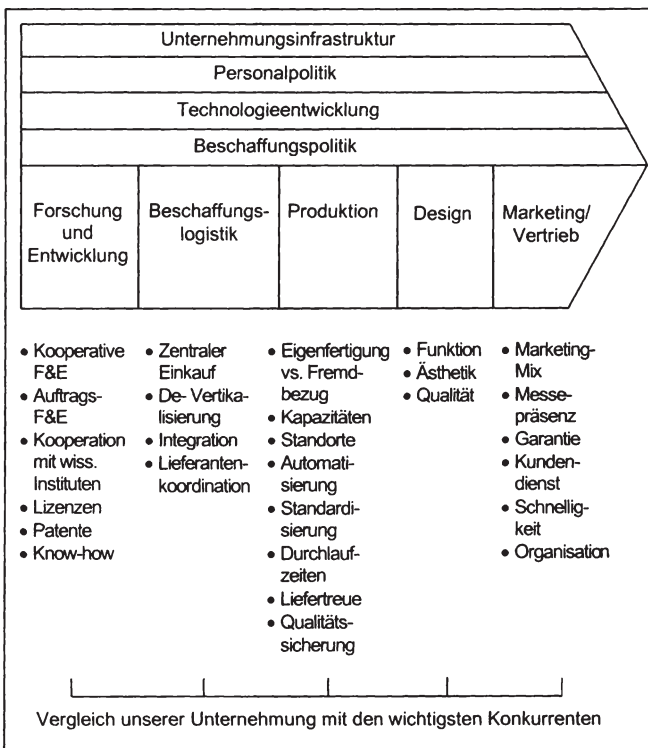 Unternehmungsinfrastruktur
Personalpolitik
Technologieentwicklung
Beschaffungspolitik
Forschung
und
Entwicklung
Beschaffungs-
logistik
Produktion
Design
Marketing/
Vertrieb
• Kooperative
F&E
• Auftrags-
F&E
• Kooperation
mit wiss.
Instituten
• Lizenzen
• Patente
• Know-how
• Zentraler
Einkauf
• De- Vertika-
lisierung
• Integration
• Lieferanten-
koordination
• Eigenfertigung
vs. Fremd-
bezug
• Kapazitäten
• Standorte
• Automati-
sierung
• Standardi-
sierung
• Durchlauf-
zeiten
• Liefertreue
• Qualitäts-
sicherung
• Funktion
• Ästhetik
• Qualität
• Marketing-
Mix
• Messe-
präsenz
• Garantie
• Kunden-
dienst
• Schnellig-
keit
• Organisation
Vergleich unserer Unternehmung mit den wichtigsten Konkurrenten